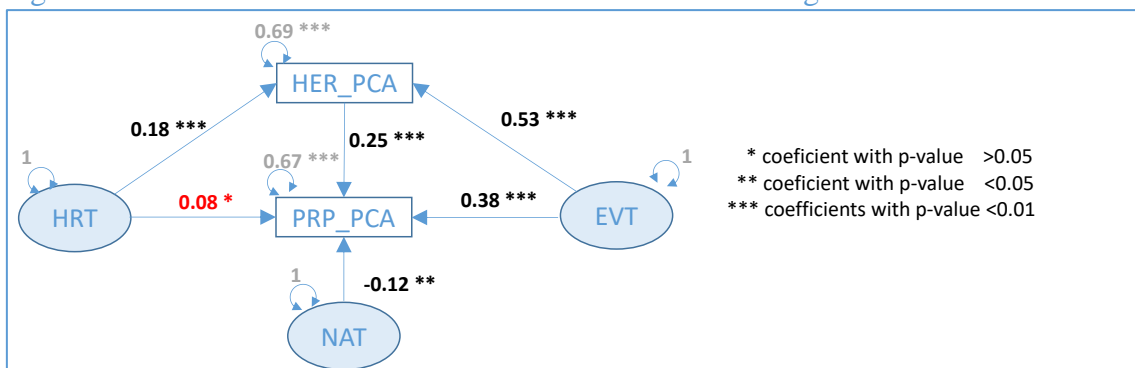 0.69 ***
HER_PCA
0.18 ***
0.53 ***
0.25 ***
* coeficient with p-value >0.05
1
0.67 ***
1
** coeficient with p-value <0.05
HRT
0.08 *
PRP_PCA
0.38 ***
EVT
*** coefficients with p-value <0.01
1
-0.12 **
NAT